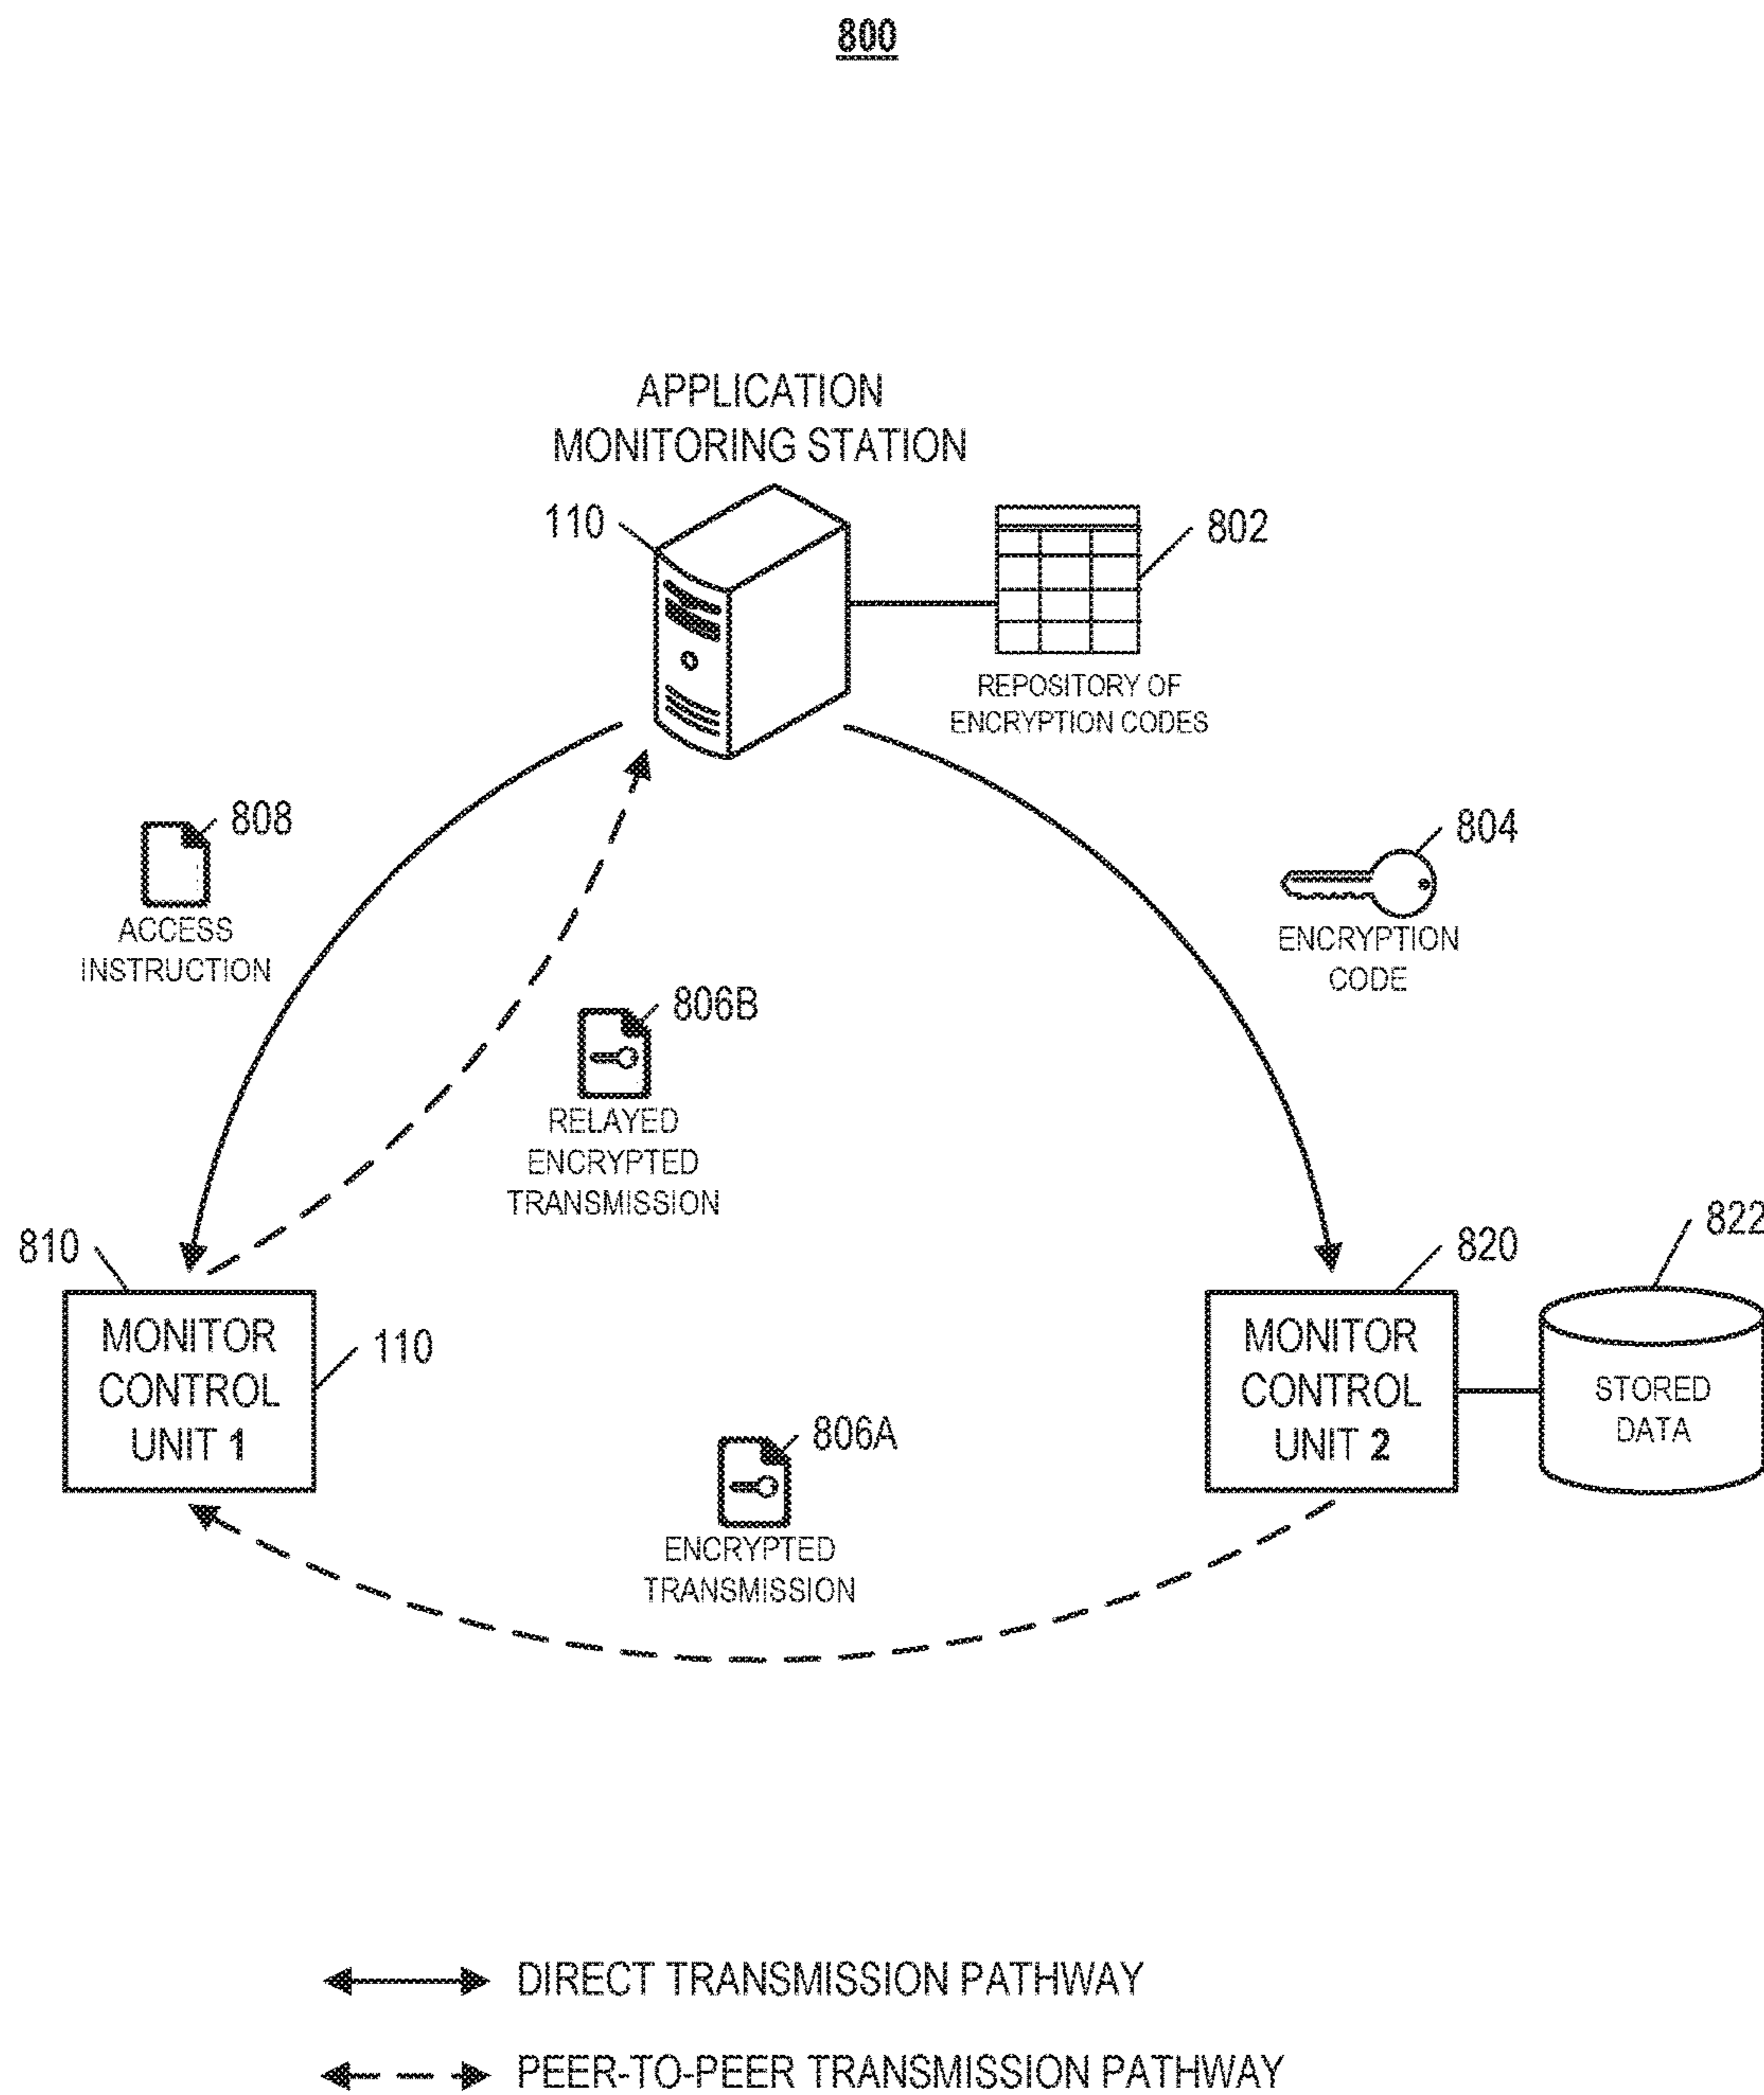 800
APPLICATION
MONITORING STATION
110
802
REPOSITORY OF
ENCRYPTION CODES
808
ACCESS
INSTRUCTION
804
ENCRYPTION
CODE
806B
RELAYED
ENCRYPTED
TRANSMISSION
810
MONITOR
CONTROL
UNIT 1
110
820
MONITOR
CONTROL
UNIT 2
822
STORED
DATA
806A
ENCRYPTED
TRANSMISSION
DIRECT TRANSMISSION PATHWAY
PEER-TO-PEER TRANSMISSION PATHWAY